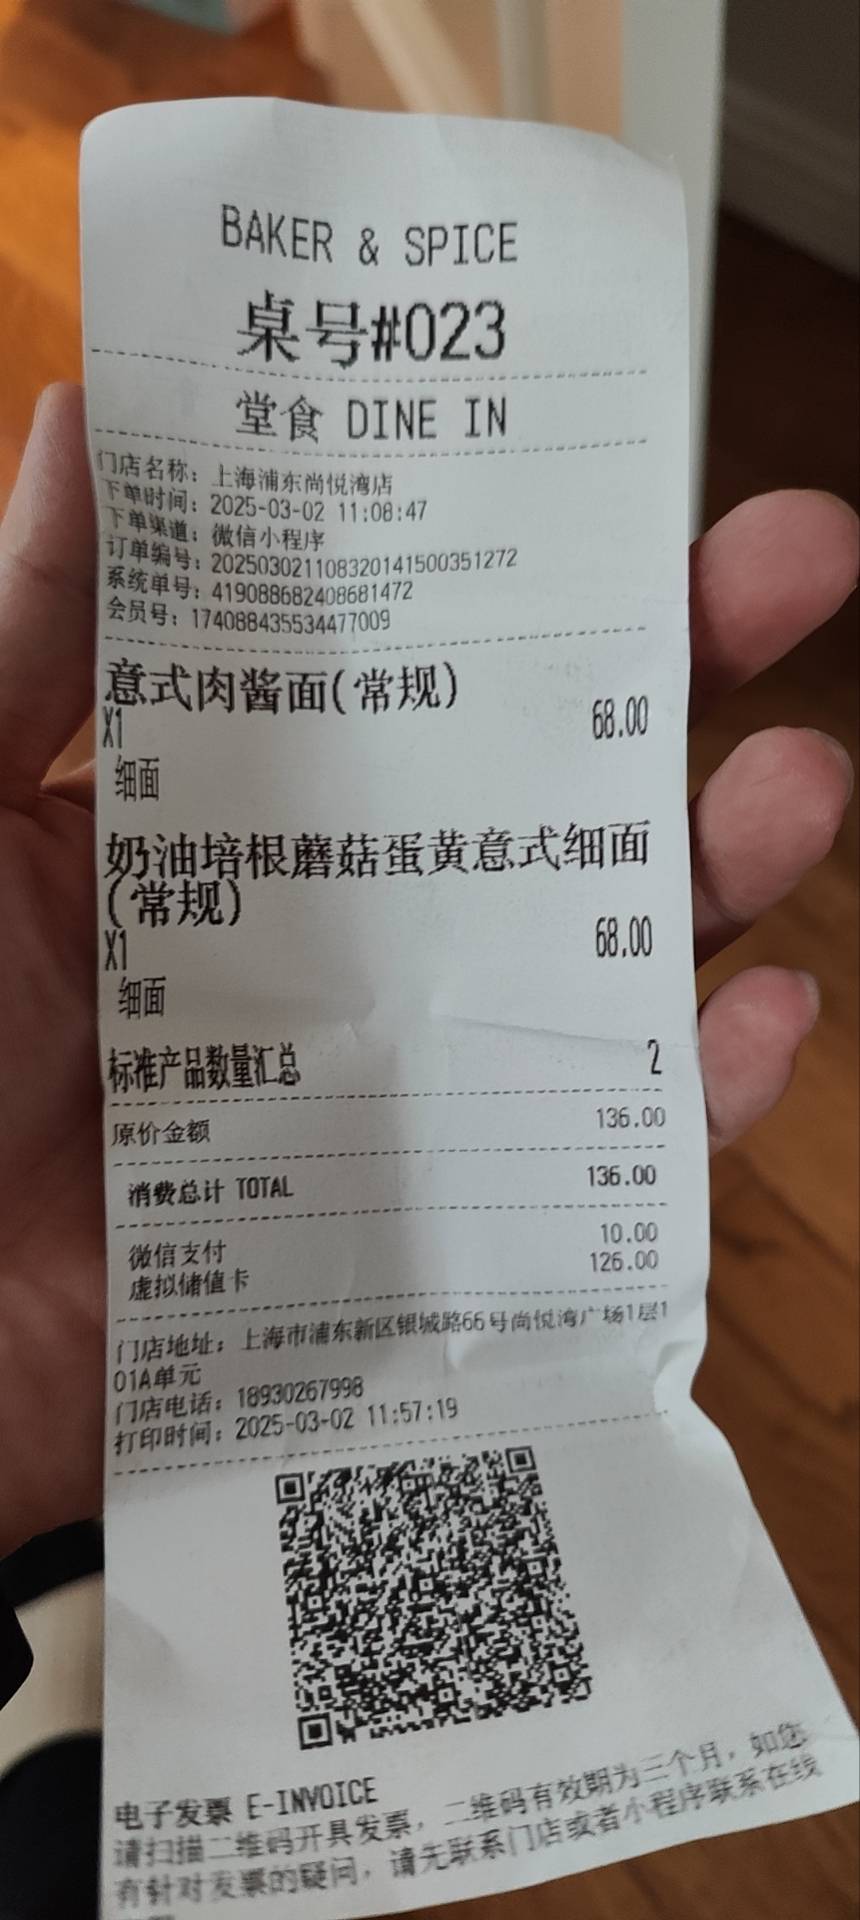 BAKER & SPICE
桌号#023
堂食 DINE IN
门店名称：上海浦东尚悦湾店
下单时间：2025-03-02 11:08:47
下单渠道：微信小程序
订单编号：202503021108320141500351272
系统单号：419088682408681472
会员号：174088435534477009
意式肉酱面(常规)
X1 68.00
细面
奶油培根蘑菇蛋黄意式细面
(常规)
X1 68.00
细面
标准产品数量汇总 2
原价金额 136.00
消费总计 TOTAL 136.00
微信支付 10.00
虚拟储值卡 126.00
门店地址：上海市浦东新区银城路66号尚悦湾广场1层1
01A单元
门店电话：18930267998
打印时间：2025-03-02 11:57:19
电子发票 E-INVOICE
请扫描二维码开具发票，二维码有效期为三个月，如您
有针对发票的疑问，请先联系门店或者小程序联系在线